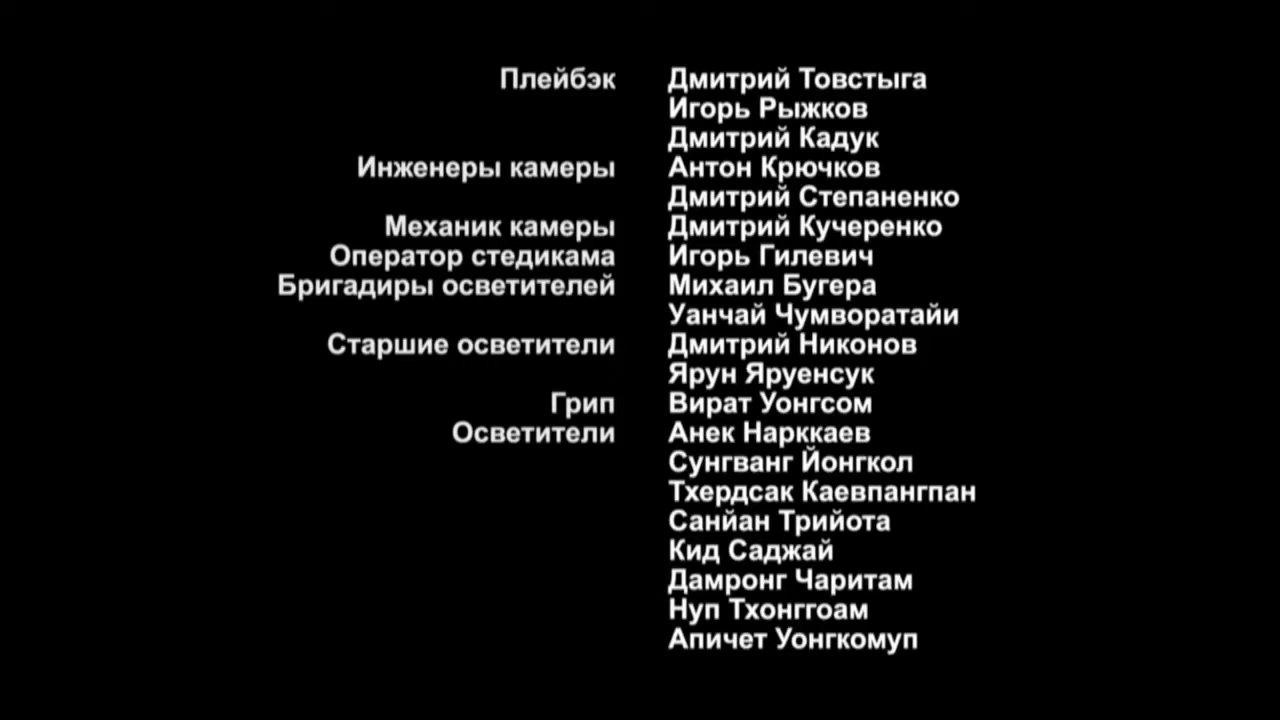 Плейбэк Дмитрий Товстыга
Игорь Рыжков
Дмитрий Кадук
Инженеры камеры Антон Крючков
Дмитрий Степаненко
Механик камеры Дмитрий Кучеренко
Оператор стедикама Игорь Гилевич
Бригадиры осветителей Михаил Бугера
Уанчай Чумворатайи
Старшие осветители Дмитрий Никонов
Ярун Яруенсук
Грип Вират Уонгсом
Осветители Анек Нарккаев
Сунгванг Йонгкол
Тхердсак Каевпангпан
Санйан Трийота
Кид Саджай
Дамронг Чаритам
Нуп Тхонггоам
Апичет Уонгкомуп